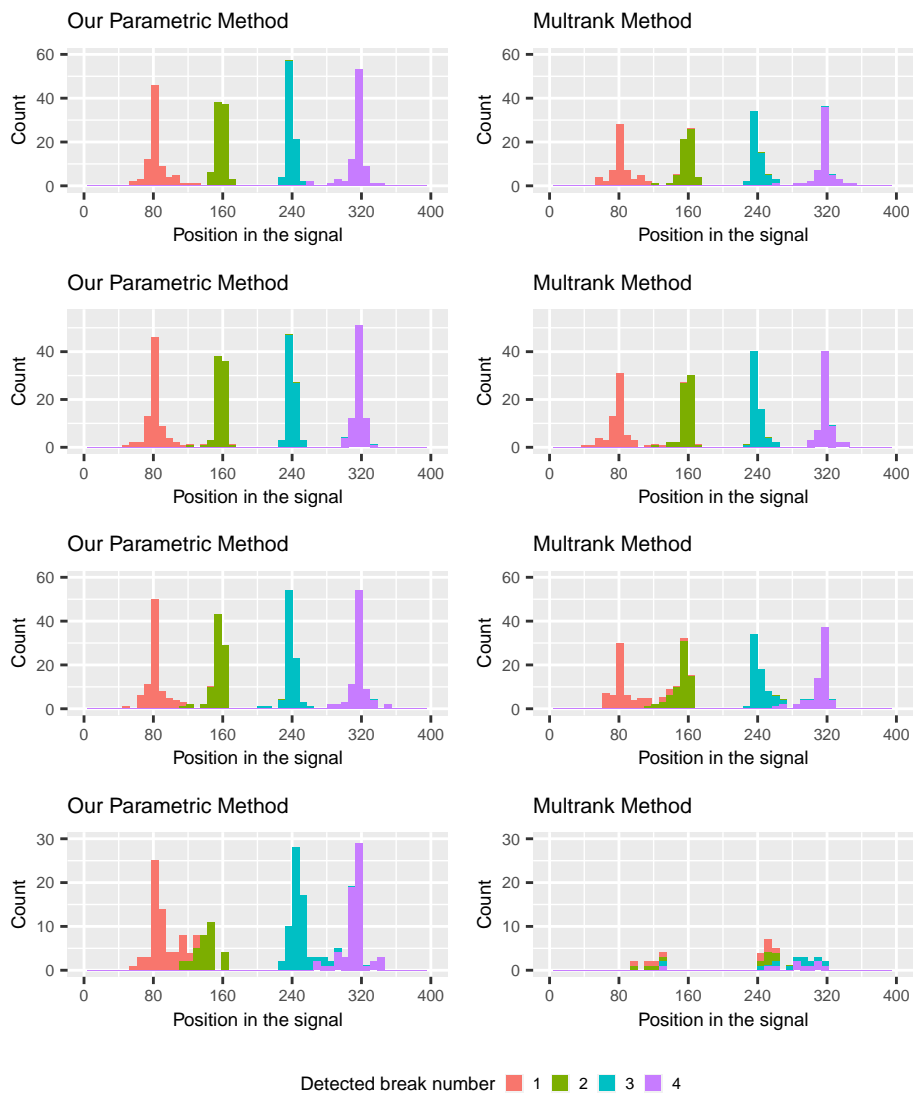 Our Parametric Method
Multrank Method
60
40
20
0
Count
0 80 160 240 320 400
Position in the signal
60
40
20
0
Count
0 80 160 240 320 400
Position in the signal
Our Parametric Method
Multrank Method
40
20
0
Count
0 80 160 240 320 400
Position in the signal
40
20
0
Count
0 80 160 240 320 400
Position in the signal
Our Parametric Method
Multrank Method
60
40
20
0
Count
0 80 160 240 320 400
Position in the signal
60
40
20
0
Count
0 80 160 240 320 400
Position in the signal
Our Parametric Method
Multrank Method
30
20
10
0
Count
0 80 160 240 320 400
Position in the signal
30
20
10
0
Count
0 80 160 240 320 400
Position in the signal
Detected break number 1 2 3 4